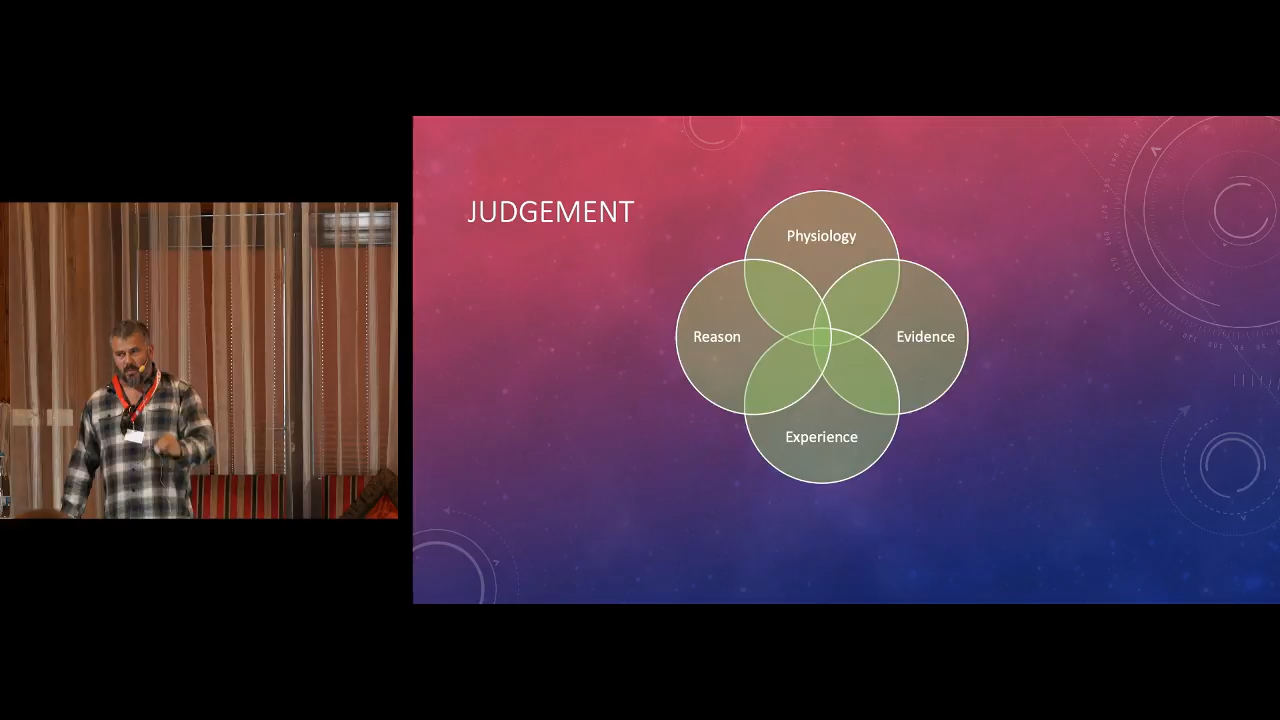 JUDGEMENT
Physiology
Reason
Evidence
Experience